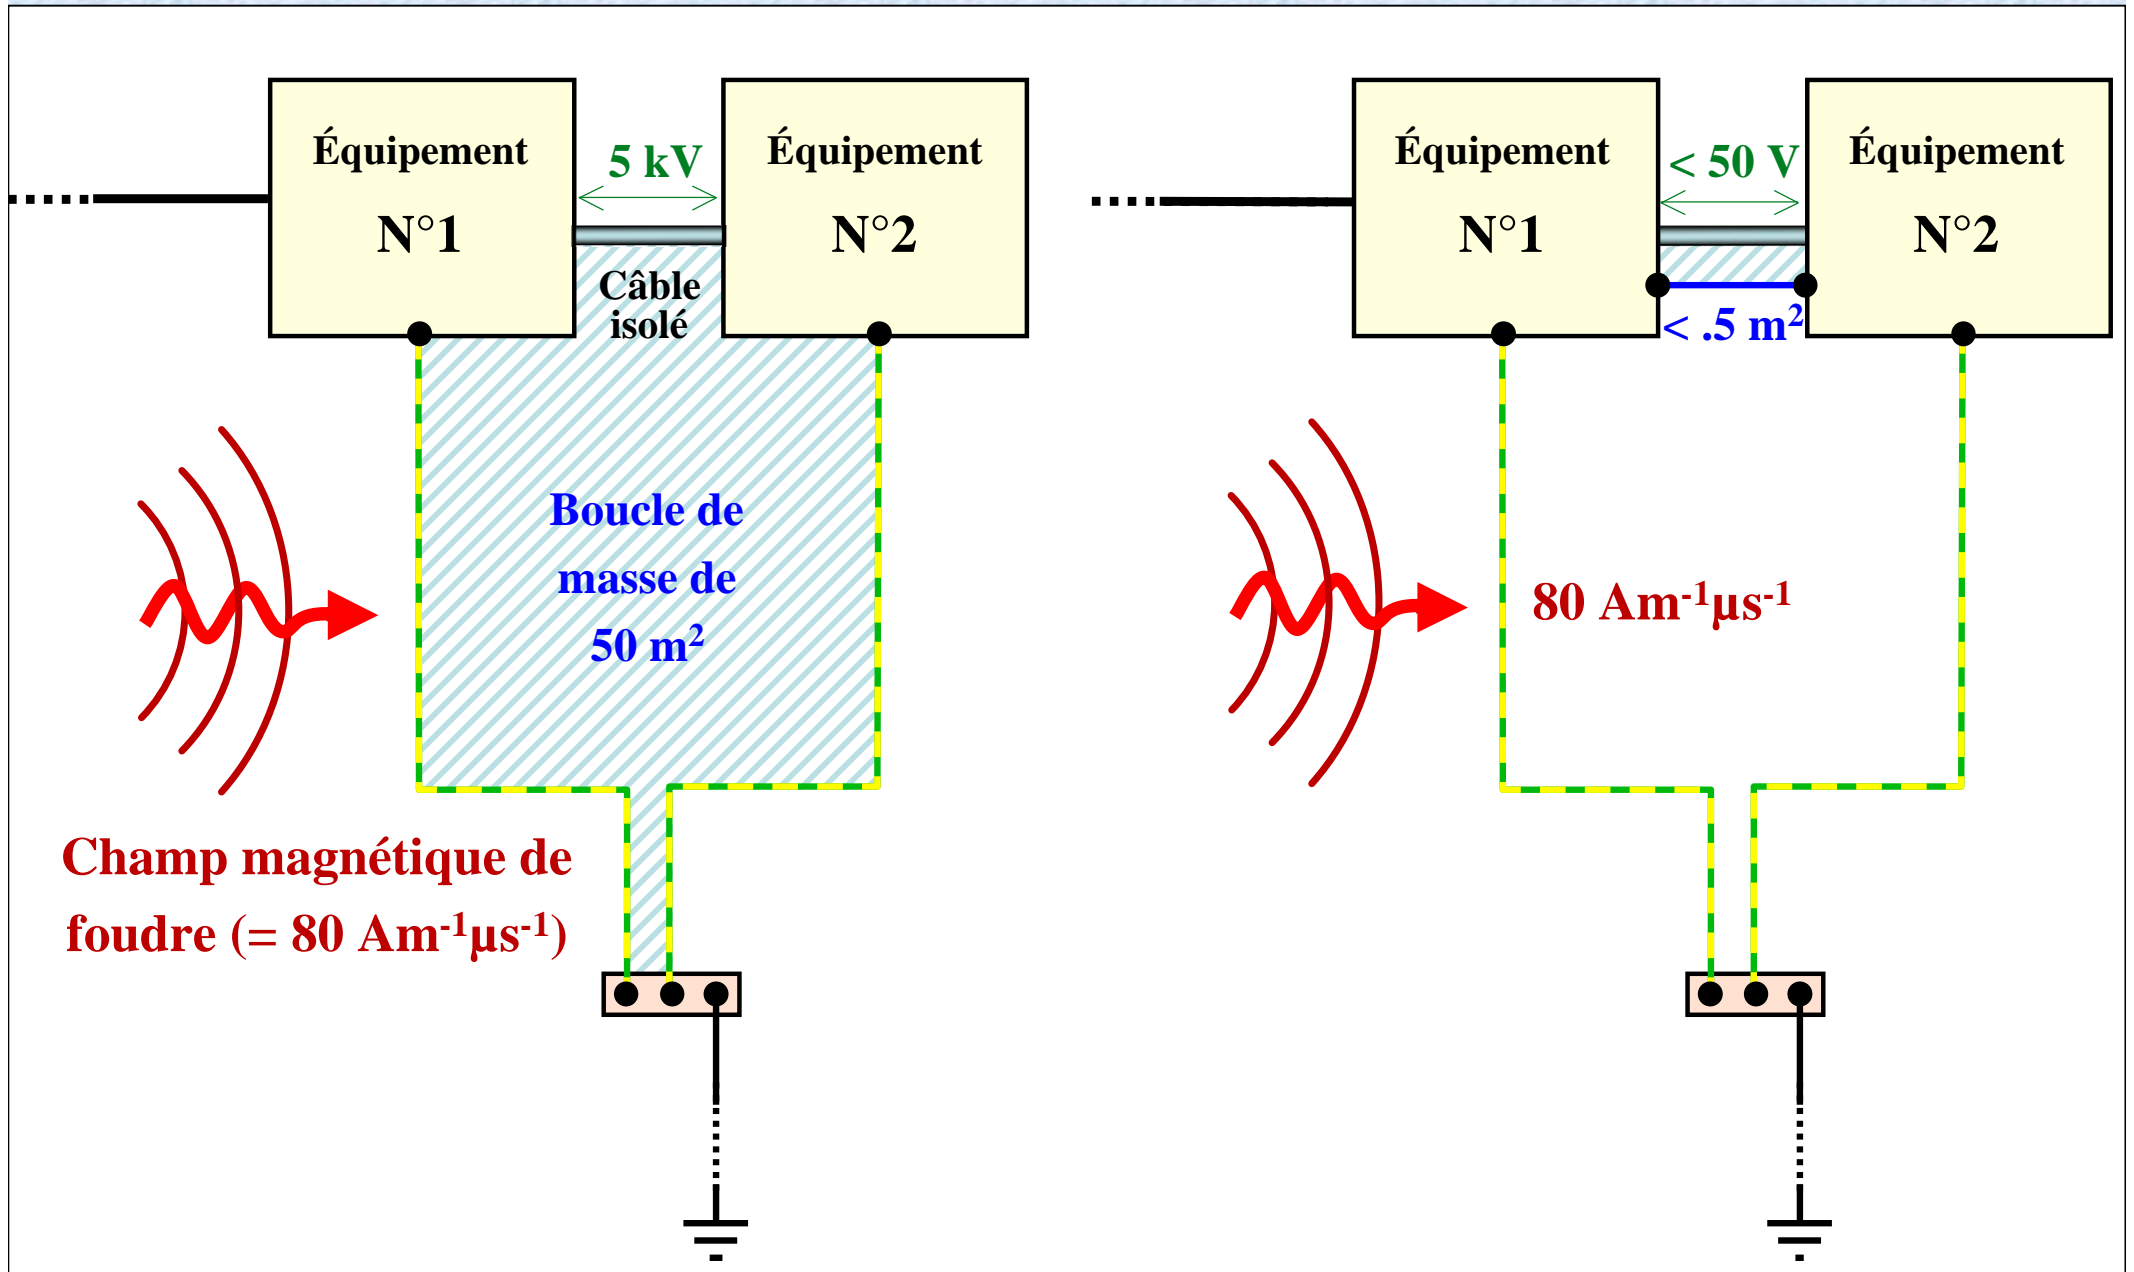 Équipement
N°1
5 kV
Équipement
N°2
Câble
isolé
Boucle de
masse de
50 m²
Champ magnétique de
foudre (= 80 Am⁻¹µs⁻¹)
Équipement
N°1
< 50 V
Équipement
N°2
< .5 m²
80 Am⁻¹µs⁻¹